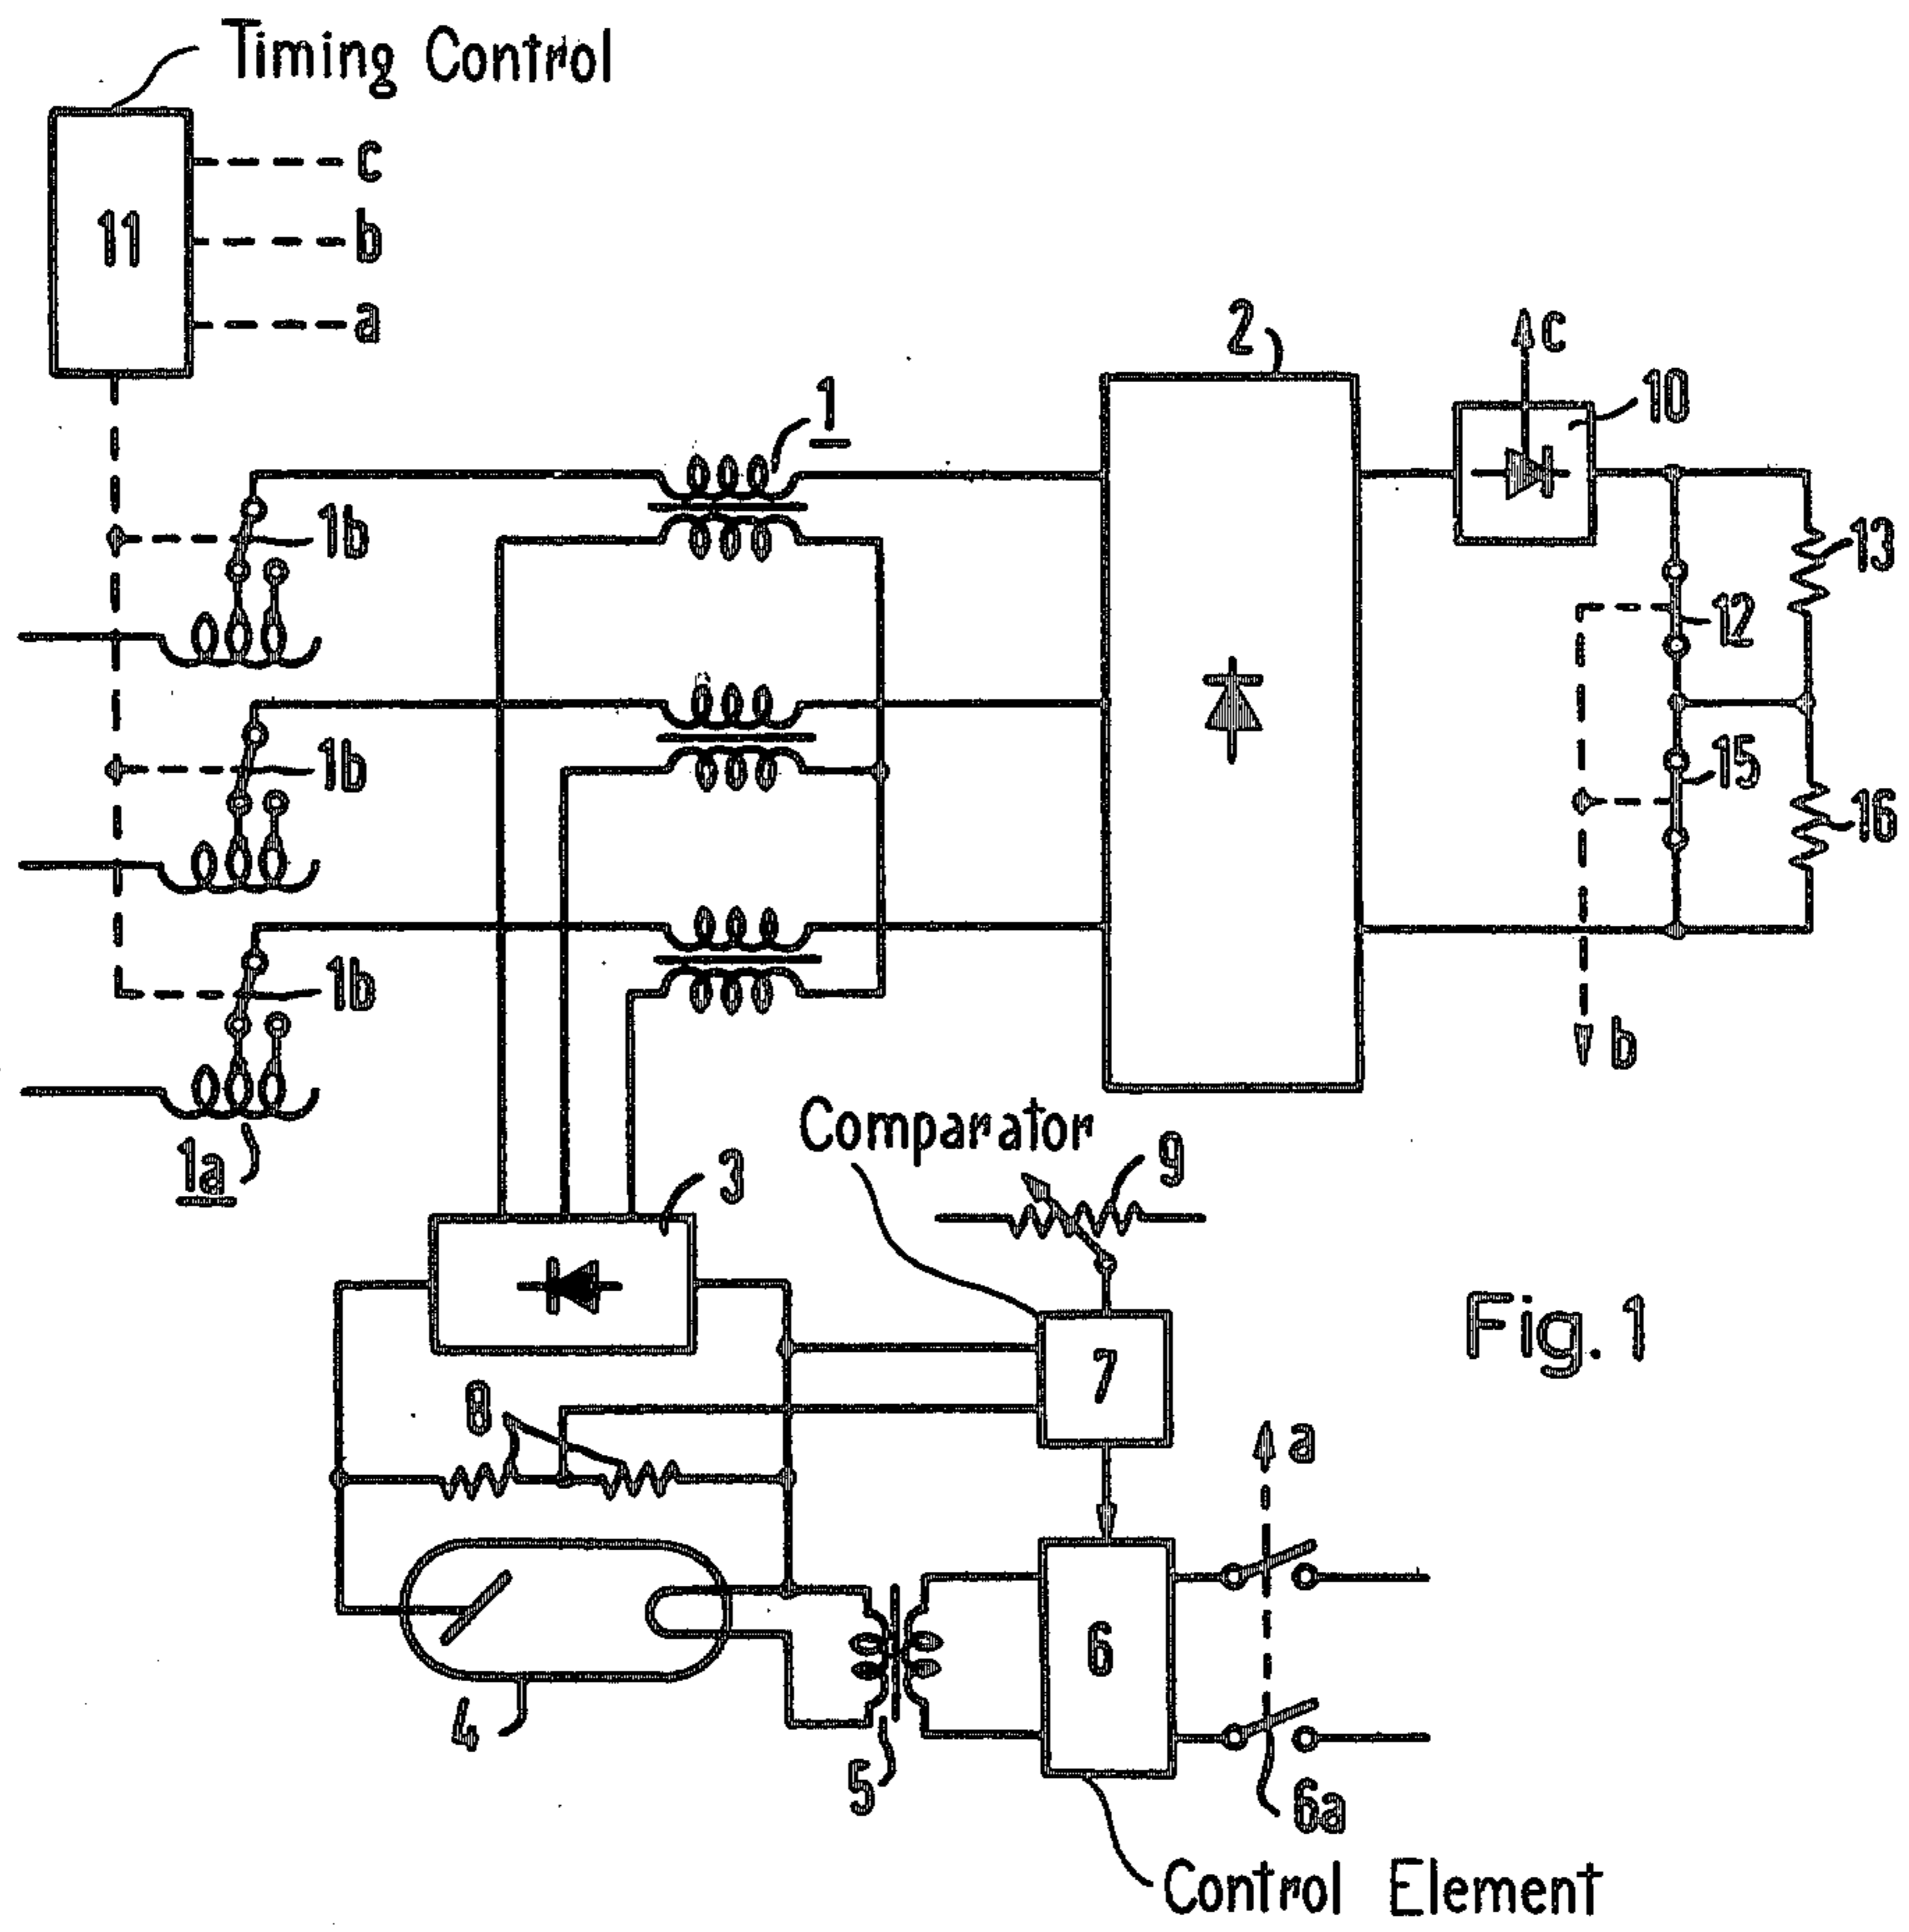 Timing Control
11
c
b
a
1
2
c
10
1b
13
12
1b
15
16
1b
b
1a
3
Comparator
9
7
Fig. 1
8
a
6
4
5
6a
Control Element